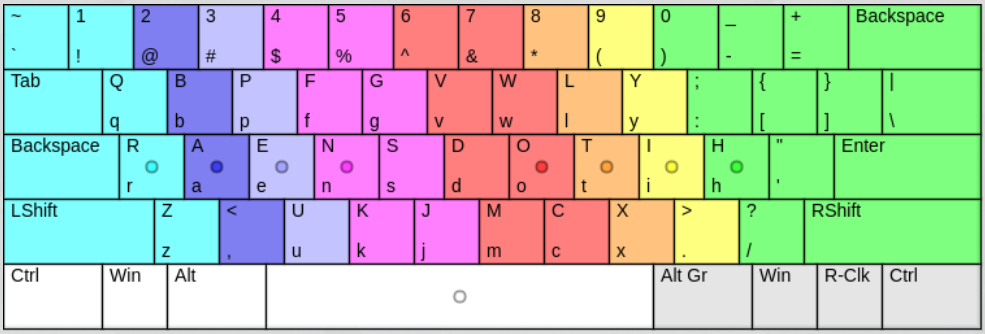 ~ 1 2 3 4 5 6 7 8 9 0 _ + Backspace
` ! @ # $ % ^ & * ( ) - =
Tab Q B P F G V W L Y ; { } |
q b p f g v w l y : [ ] \
Backspace R A E N S D O T I H " Enter
r a e n s d o t i h '
LShift Z < U K J M C X > ? RShift
z , u k j m c x . /
Ctrl Win Alt Alt Gr Win R-Clk Ctrl